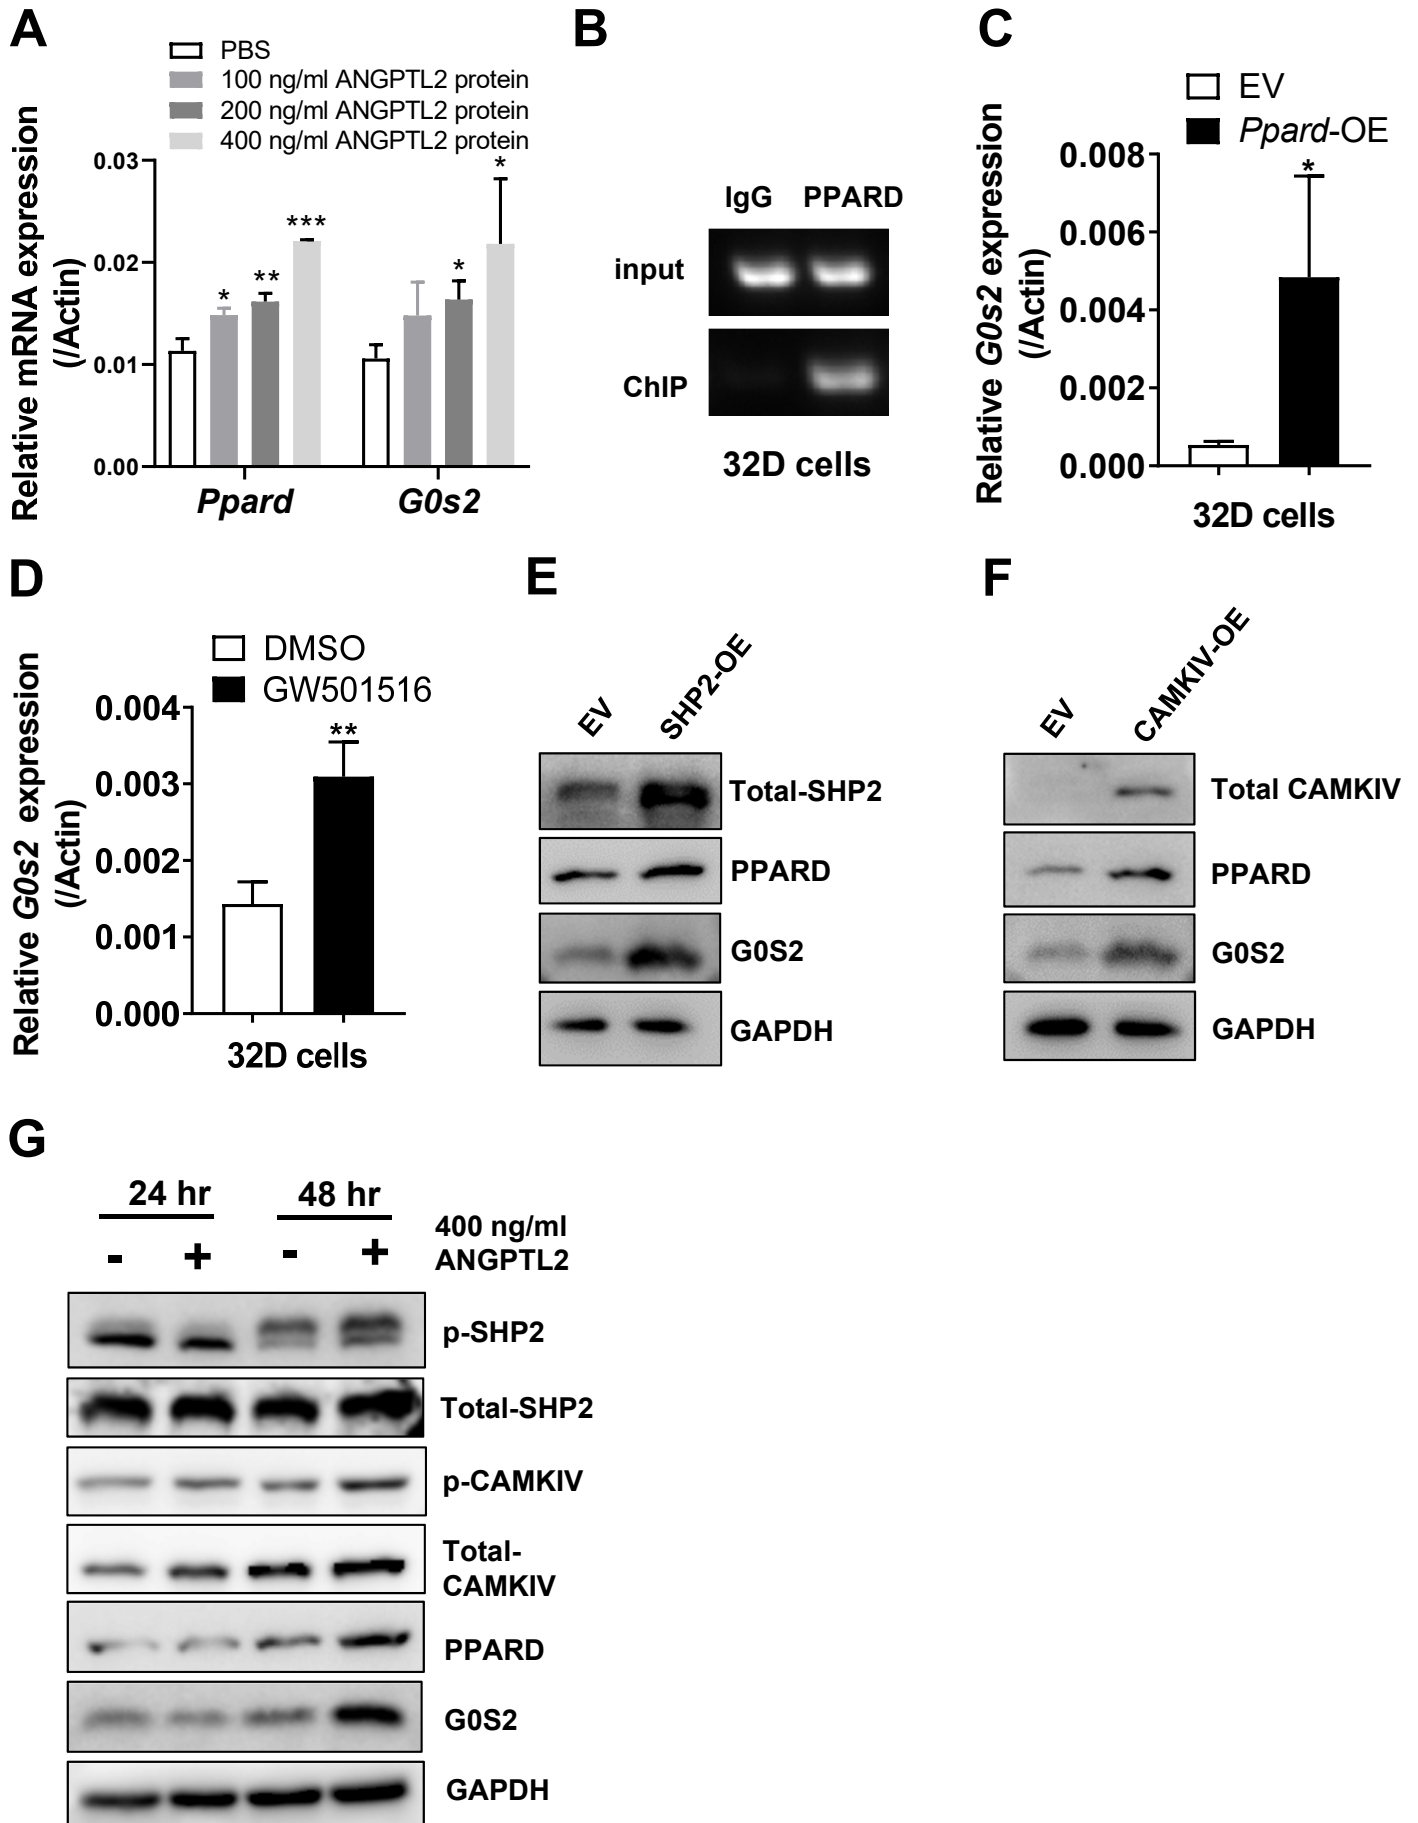 A
PBS
100 ng/ml ANGPTL2 protein
200 ng/ml ANGPTL2 protein
400 ng/ml ANGPTL2 protein
Relative mRNA expression
(/Actin)
0.03
0.02
0.01
0.00
*
**
***
*
*
Ppard
G0s2
B
IgG PPARD
input
ChIP
32D cells
C
EV
Ppard-OE
Relative G0s2 expression
(/Actin)
0.008
0.006
0.004
0.002
0.000
*
32D cells
D
DMSO
GW501516
Relative G0s2 expression
(/Actin)
0.004
0.003
0.002
0.001
0.000
**
32D cells
E
EV
SHP2-OE
Total-SHP2
PPARD
G0S2
GAPDH
F
EV
CAMKIV-OE
Total CAMKIV
PPARD
G0S2
GAPDH
G
24 hr 48 hr
- + - +
400 ng/ml
ANGPTL2
p-SHP2
Total-SHP2
p-CAMKIV
Total-
CAMKIV
PPARD
G0S2
GAPDH